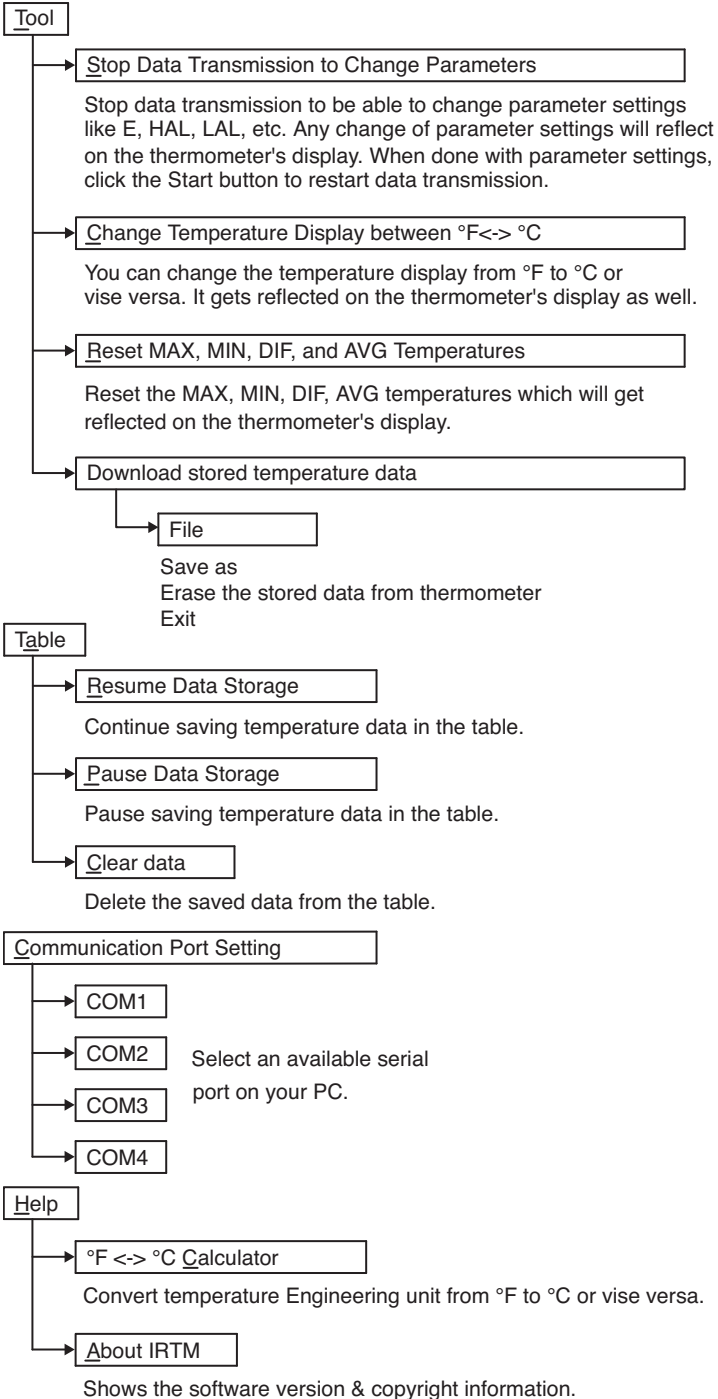 Tool
Stop Data Transmission to Change Parameters
Stop data transmission to be able to change parameter settings
like E, HAL, LAL, etc. Any change of parameter settings will reflect
on the thermometer's display. When done with parameter settings,
click the Start button to restart data transmission.
Change Temperature Display between °F<-> °C
You can change the temperature display from °F to °C or
vise versa. It gets reflected on the thermometer's display as well.
Reset MAX, MIN, DIF, and AVG Temperatures
Reset the MAX, MIN, DIF, AVG temperatures which will get
reflected on the thermometer's display.
Download stored temperature data
File
Save as
Erase the stored data from thermometer
Exit
Table
Resume Data Storage
Continue saving temperature data in the table.
Pause Data Storage
Pause saving temperature data in the table.
Clear data
Delete the saved data from the table.
Communication Port Setting
COM1
COM2
Select an available serial
port on your PC.
COM3
COM4
Help
°F <-> °C Calculator
Convert temperature Engineering unit from °F to °C or vise versa.
About IRTM
Shows the software version & copyright information.